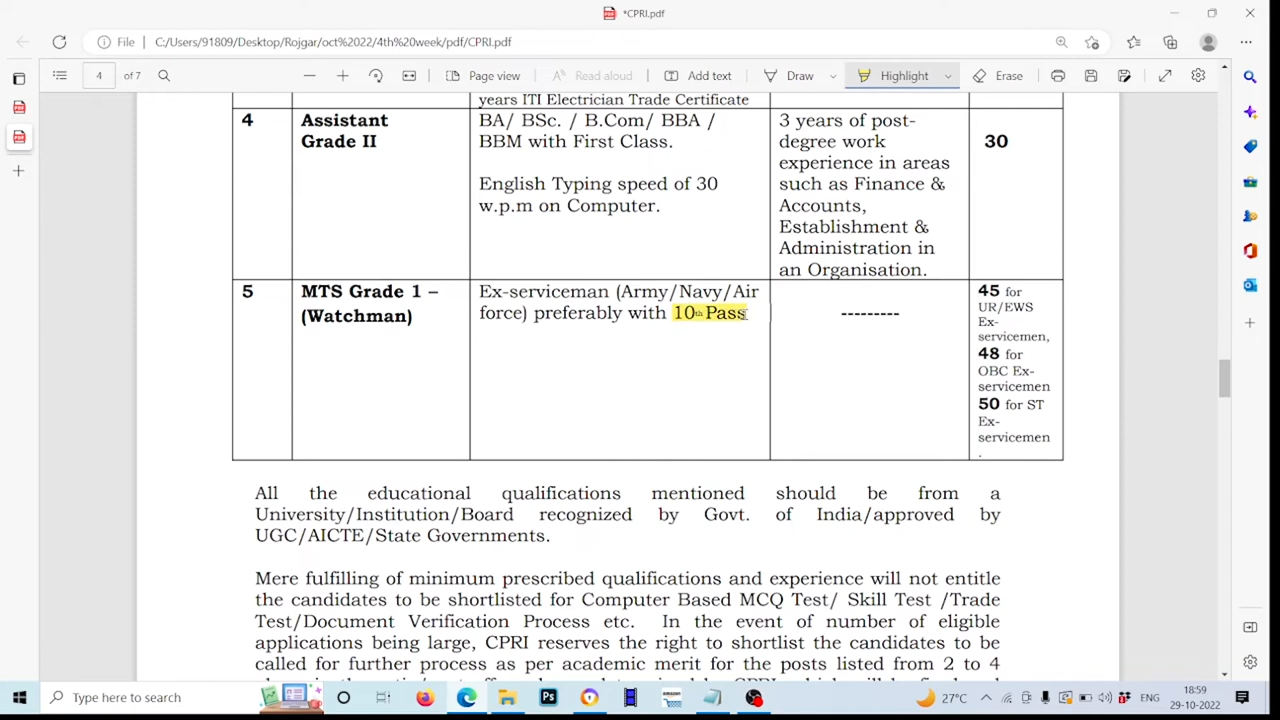 *CPRI.pdf
File
C:/Users/91809/Desktop/Rojgar/oct%2022/4th%20week/pdf/CPRI.pdf
4 of 7
Page view
Read aloud
Add text
Draw
Highlight
Erase
years ITI Electrician Trade Certificate
4
Assistant
Grade II
BA/ BSc. / B.Com/ BBA /
BBM with First Class.
English Typing speed of 30
w.p.m on Computer.
3 years of post-
degree work
experience in areas
such as Finance &
Accounts,
Establishment &
Administration in
an Organisation.
30
5
MTS Grade 1 –
(Watchman)
Ex-serviceman (Army/Navy/Air
force) preferably with 10th Pass
---------
45 for
UR/EWS
Ex-
servicemen,
48 for
OBC Ex-
servicemen
50 for ST
Ex-
servicemen
.
All the educational qualifications mentioned should be from a
University/Institution/Board recognized by Govt. of India/approved by
UGC/AICTE/State Governments.
Mere fulfilling of minimum prescribed qualifications and experience will not entitle
the candidates to be shortlisted for Computer Based MCQ Test/ Skill Test /Trade
Test/Document Verification Process etc. In the event of number of eligible
applications being large, CPRI reserves the right to shortlist the candidates to be
called for further process as per academic merit for the posts listed from 2 to 4
Type here to search
Ps
amazon
27°C
ENG
18:59
29-10-2022